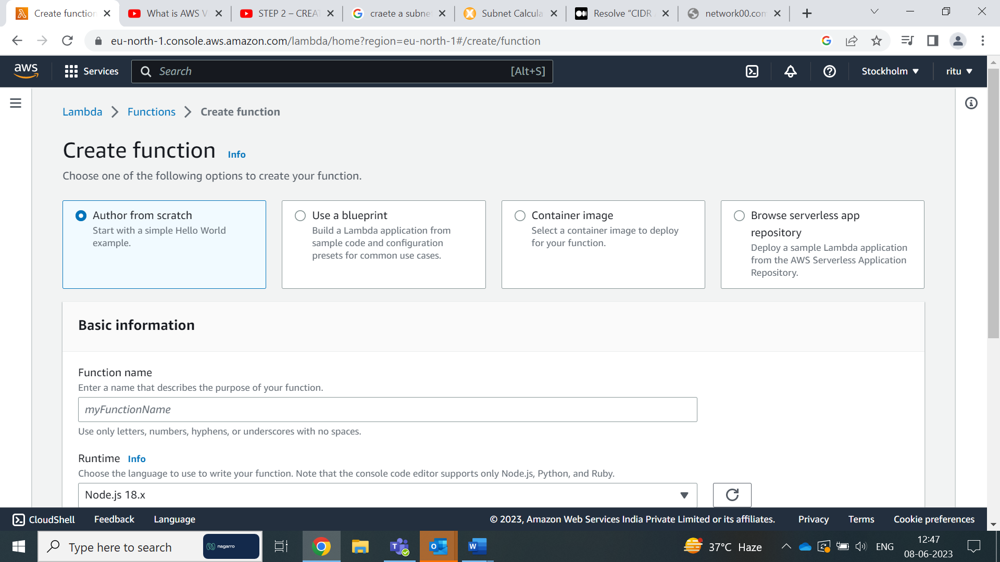 Create function
What is AWS V
STEP 2 – CREAT
craete a subne
Subnet Calcula
Resolve “CIDR
network00.com
eu-north-1.console.aws.amazon.com/lambda/home?region=eu-north-1#/create/function
aws
Services
Search
[Alt+S]
Stockholm
ritu
Lambda
Functions
Create function
Create function Info
Choose one of the following options to create your function.
Author from scratch
Start with a simple Hello World
example.
Use a blueprint
Build a Lambda application from
sample code and configuration
presets for common use cases.
Container image
Select a container image to deploy
for your function.
Browse serverless app
repository
Deploy a sample Lambda application
from the AWS Serverless Application
Repository.
Basic information
Function name
Enter a name that describes the purpose of your function.
myFunctionName
Use only letters, numbers, hyphens, or underscores with no spaces.
Runtime Info
Choose the language to use to write your function. Note that the console code editor supports only Node.js, Python, and Ruby.
Node.js 18.x
CloudShell
Feedback
Language
© 2023, Amazon Web Services India Private Limited or its affiliates.
Privacy
Terms
Cookie preferences
Type here to search
nagarro
37°C Haze
ENG
12:47
08-06-2023